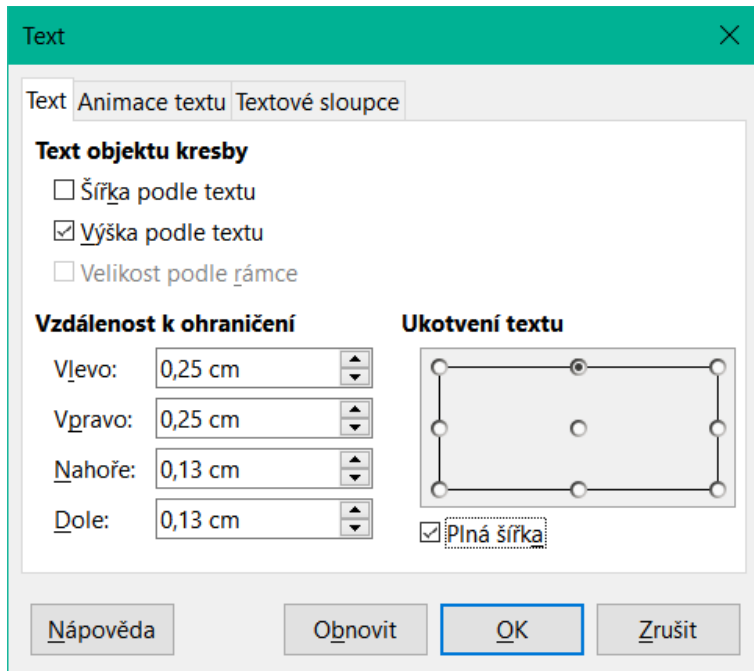 Text
Text Animace textu Textové sloupce
Text objektu kresby
Šířka podle textu
Výška podle textu
Velikost podle rámce
Vzdálenost k ohraničení
Vlevo: 0,25 cm
Vpravo: 0,25 cm
Nahoře: 0,13 cm
Dole: 0,13 cm
Ukotvení textu
Plná šířka
Nápověda Obnovit OK Zrušit